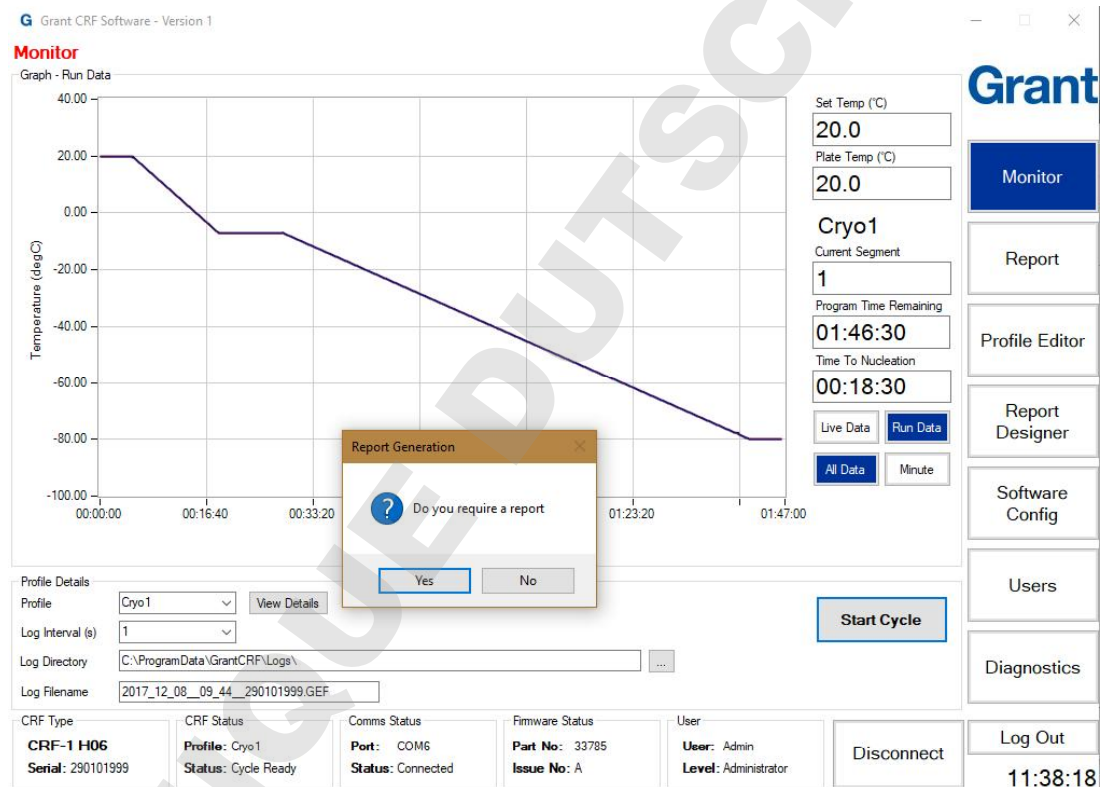 G Grant CRF Software - Version 1
Monitor
Graph - Run Data
40.00
20.00
0.00
-20.00
-40.00
-60.00
-80.00
-100.00
Temperature (degC)
00:00:00
00:16:40
00:33:20
01:23:20
01:47:00
Set Temp (°C)
20.0
Plate Temp (°C)
20.0
Cryo1
Current Segment
1
Program Time Remaining
01:46:30
Time To Nucleation
00:18:30
Live Data Run Data
All Data Minute
Report Generation
? Do you require a report
Yes No
Profile Details
Profile Cryo1 View Details
Log Interval (s) 1
Log Directory C:\ProgramData\GrantCRF\Logs\ ...
Log Filename 2017_12_08__09_44__290101999.GEF
Start Cycle
CRF Type
CRF-1 H06
Serial: 290101999
CRF Status
Profile: Cryo1
Status: Cycle Ready
Comms Status
Port: COM6
Status: Connected
Firmware Status
Part No: 33785
Issue No: A
User
User: Admin
Level: Administrator
Disconnect
Grant
Monitor
Report
Profile Editor
Report
Designer
Software
Config
Users
Diagnostics
Log Out
11:38:18